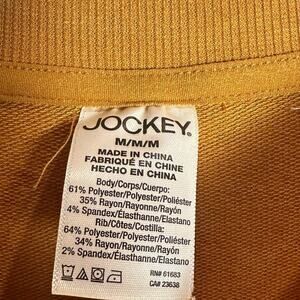 JOCKEY®
M/M/M
MADE IN CHINA
FABRIQUÉ EN CHINE
HECHO EN CHINA
Body/Corps/Cuerpo:
61% Polyester/Polyester/Poliéster
35% Rayon/Rayonne/Rayón
4% Spandex/Élasthanne/Elastano
Rib/Côtes/Costilla:
64% Polyester/Polyester/Poliéster
34% Rayon/Rayonne/Rayón
2% Spandex/Élasthanne/Elastano
RN# 61683
CA# 23638